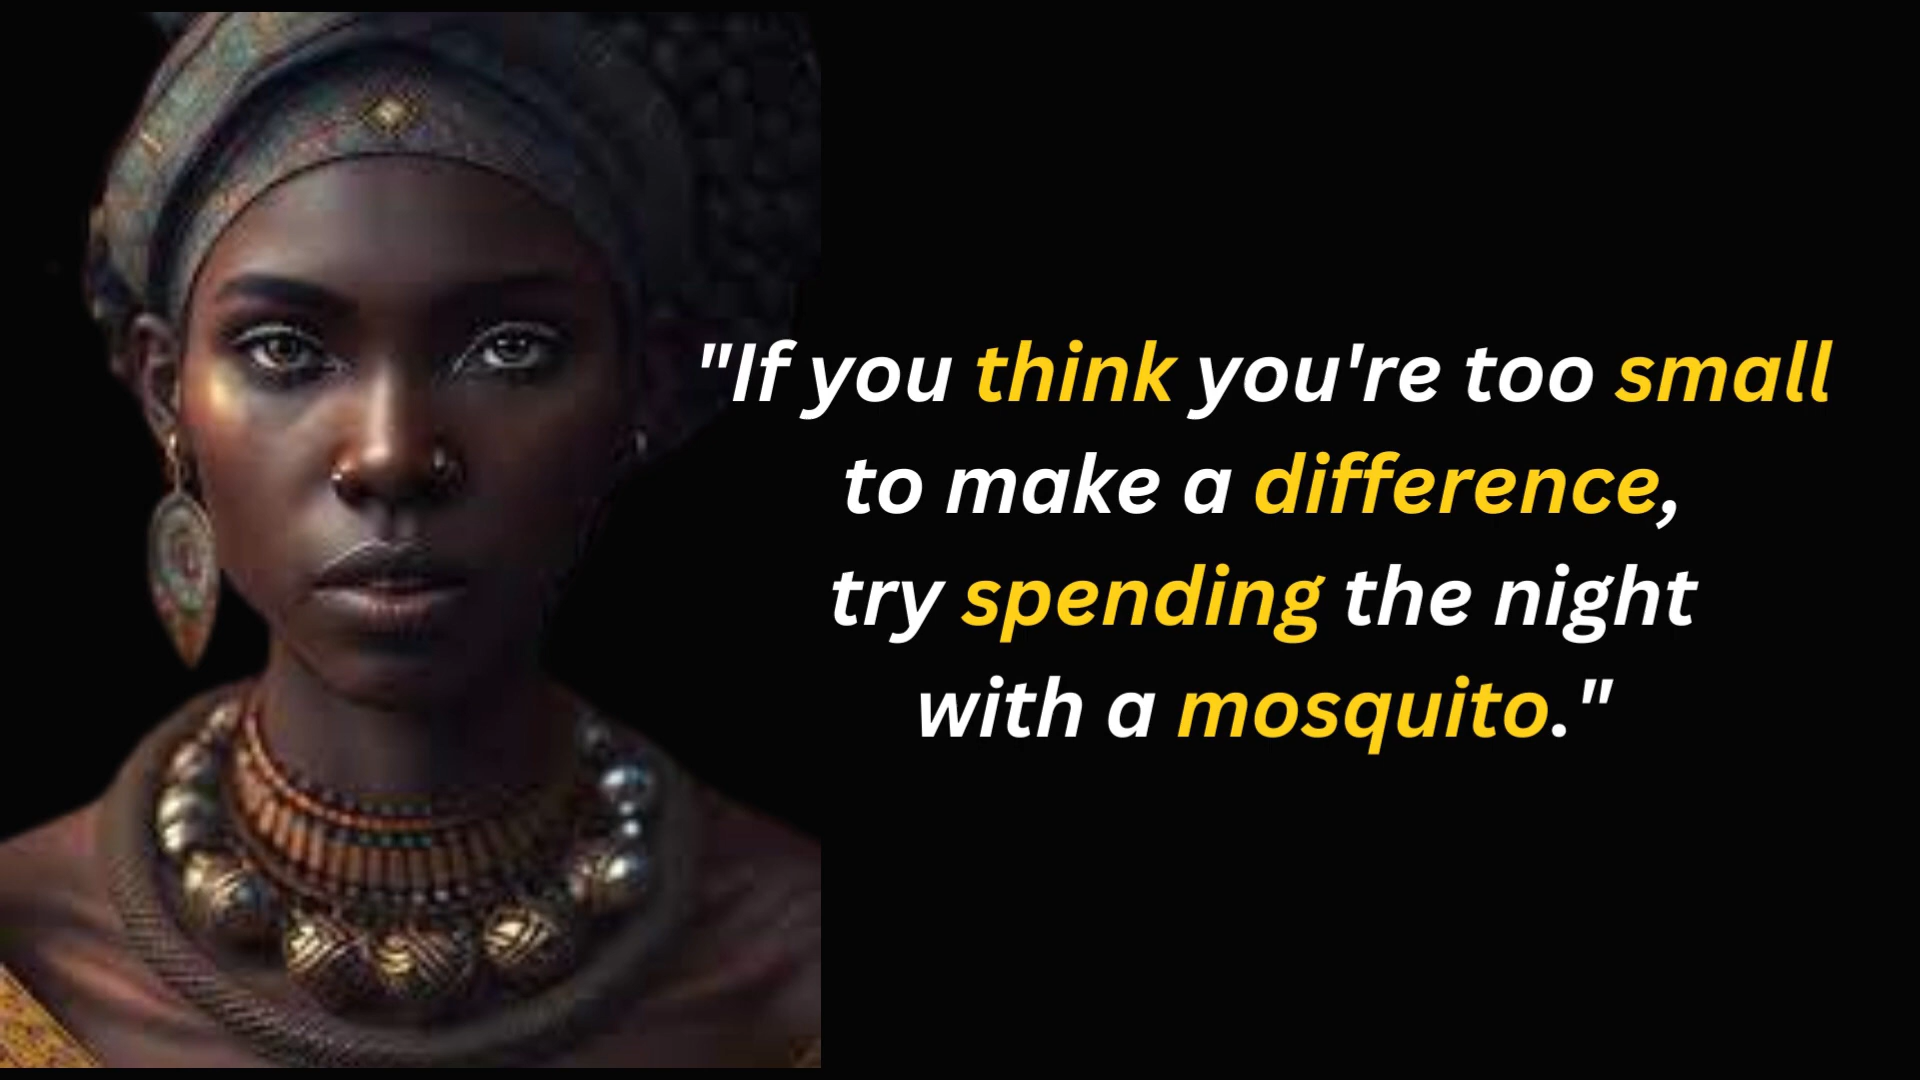 "If you think you're too small
to make a difference,
try spending the night
with a mosquito."